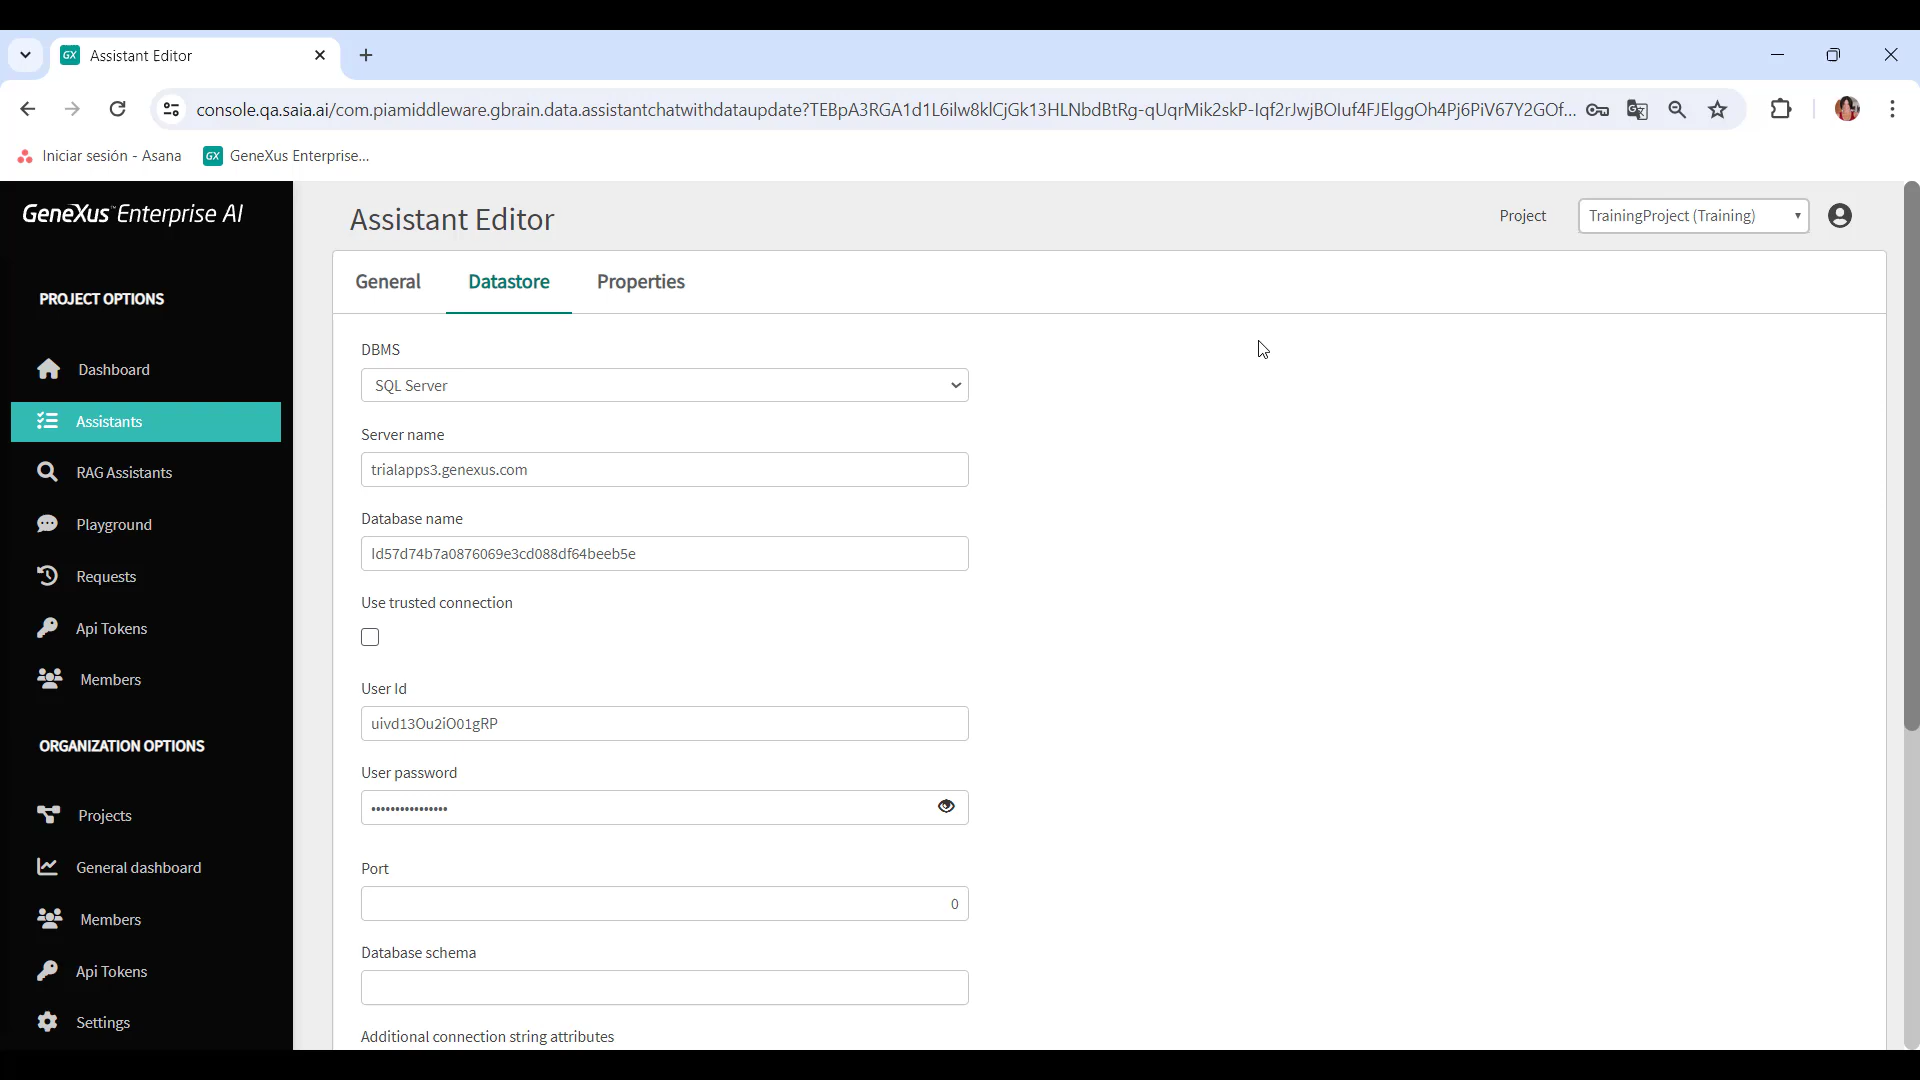 Assistant Editor
console.qa.saia.ai/com.piamiddleware.gbrain.data.assistantchatwithdataupdate?TEBpA3RGA1d1L6ilw8klCjGk13HLNbdBtRg-qUqrMik2skP-Iqf2rJwjBOIuf4FJElggOh4Pj6PiV67Y2GOf...
Iniciar sesión - Asana GeneXus Enterprise...
GeneXus™ Enterprise AI
Assistant Editor
Project TrainingProject (Training)
PROJECT OPTIONS
Dashboard
Assistants
RAG Assistants
Playground
Requests
Api Tokens
Members
ORGANIZATION OPTIONS
Projects
General dashboard
Members
Api Tokens
Settings
General Datastore Properties
DBMS
SQL Server
Server name
trialapps3.genexus.com
Database name
Id57d74b7a0876069e3cd088df64beeb5e
Use trusted connection
User Id
uivd13Ou2iO01gRP
User password
••••••••••••••••
Port
0
Database schema
Additional connection string attributes